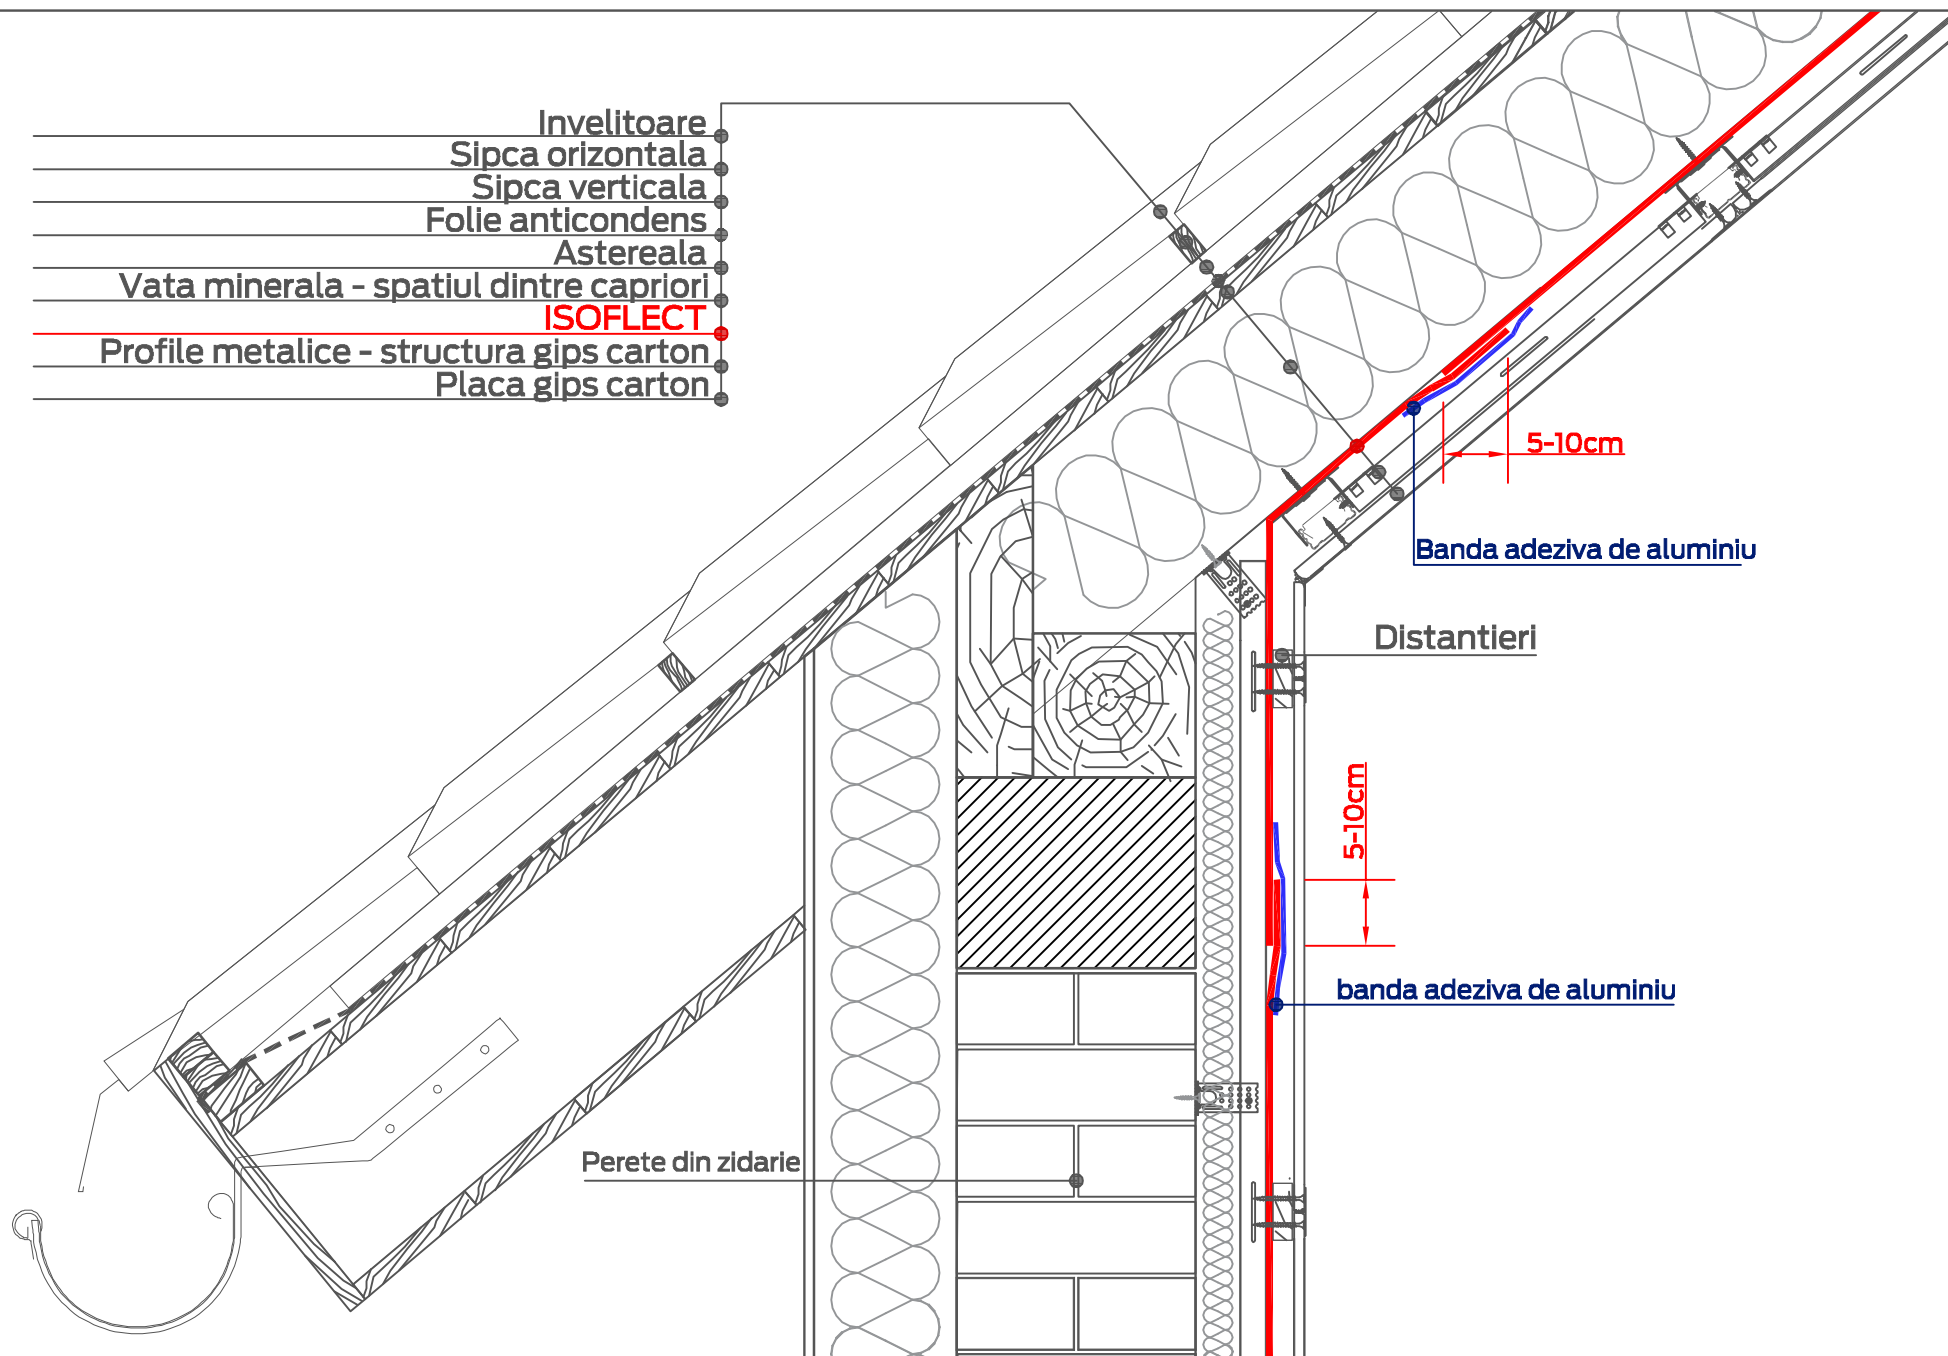 Invelitoare
Sipca orizontala
Sipca verticala
Folie anticondens
Astereala
Vata minerala - spatiul dintre capriori
ISOFLECT
Profile metalice - structura gips carton
Placa gips carton
5-10cm
Banda adeziva de aluminiu
Distantieri
5-10cm
banda adeziva de aluminiu
Perete din zidarie